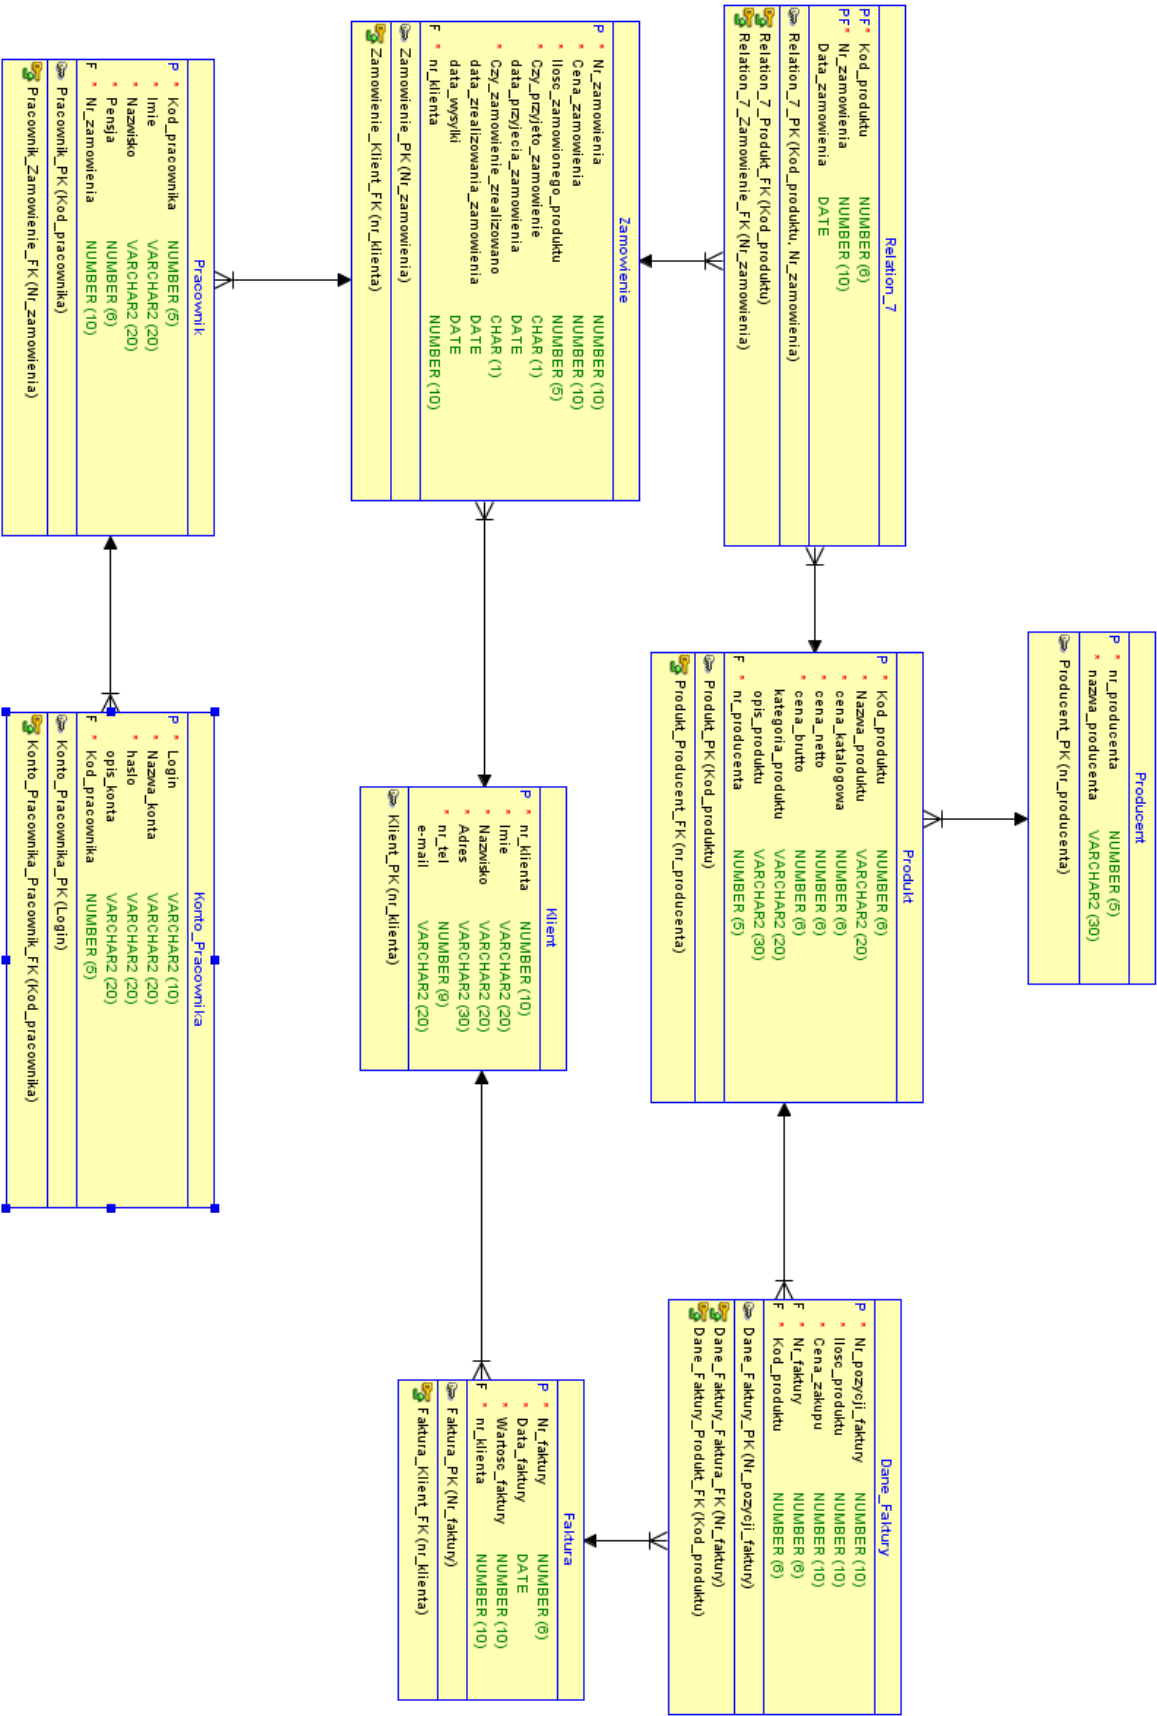 Relation_7
PF* Kod_produktu NUMBER (6)
PF* Nr_zamowienia NUMBER (10)
Data_zamowienia DATE
Relation_7_PK (Kod_produktu, Nr_zamowienia)
Relation_7_Produkt_FK (Kod_produktu)
Relation_7_Zamowienie_FK (Nr_zamowienia)
Producent
P * nr_producenta NUMBER (5)
* nazwa_producenta VARCHAR2 (30)
Producent_PK (nr_producenta)
Zamowienie
P * Nr_zamowienia NUMBER (10)
* Cena_zamowienia NUMBER (10)
* Ilosc_zamowionego_produktu NUMBER (5)
* Czy_przyjeto_zamowienie CHAR (1)
data_przyjecia_zamowienia DATE
* Czy_zamowienie_zrealizowano CHAR (1)
data_zrealizowania_zamowienia DATE
data_wysylki DATE
F * nr_klienta NUMBER (10)
Zamowienie_PK (Nr_zamowienia)
Zamowienie_Klient_FK (nr_klienta)
Produkt
P * Kod_produktu NUMBER (6)
* Nazwa_produktu VARCHAR2 (20)
* cena_katalogowa NUMBER (6)
* cena_netto NUMBER (6)
* cena_brutto NUMBER (6)
kategoria_produktu VARCHAR2 (20)
opis_produktu VARCHAR2 (30)
F * nr_producenta NUMBER (5)
Produkt_PK (Kod_produktu)
Produkt_Producent_FK (nr_producenta)
Dane_Faktury
P * Nr_pozycji_faktury NUMBER (10)
* Ilosc_produktu NUMBER (10)
* Cena_zakupu NUMBER (10)
F * Nr_faktury NUMBER (6)
F * Kod_produktu NUMBER (6)
Dane_Faktury_PK (Nr_pozycji_faktury)
Dane_Faktury_Faktura_FK (Nr_faktury)
Dane_Faktury_Produkt_FK (Kod_produktu)
Pracownik
P * Kod_pracownika NUMBER (5)
* Imie VARCHAR2 (20)
* Nazwisko VARCHAR2 (20)
* Pensja NUMBER (6)
F * Nr_zamowienia NUMBER (10)
Pracownik_PK (Kod_pracownika)
Pracownik_Zamowienie_FK (Nr_zamowienia)
Klient
P * nr_klienta NUMBER (10)
* Imie VARCHAR2 (20)
* Nazwisko VARCHAR2 (20)
* Adres VARCHAR2 (30)
* nr_tel NUMBER (9)
e-mail VARCHAR2 (20)
Klient_PK (nr_klienta)
Faktura
P * Nr_faktury NUMBER (6)
* Data_faktury DATE
* Wartosc_faktury NUMBER (10)
F * nr_klienta NUMBER (10)
Faktura_PK (Nr_faktury)
Faktura_Klient_FK (nr_klienta)
Konto_Pracownika
P * Login VARCHAR2 (10)
* Nazwa_konta VARCHAR2 (20)
* haslo VARCHAR2 (20)
opis_konta VARCHAR2 (20)
F * Kod_pracownika NUMBER (5)
Konto_Pracownika_PK (Login)
Konto_Pracownika_Pracownik_FK (Kod_pracownika)